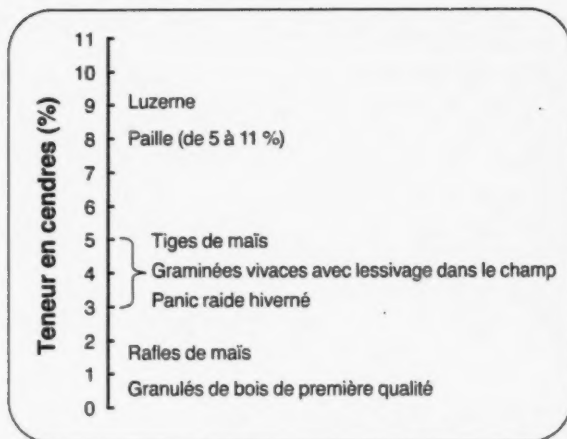 Teneur en cendres (%)
11
10
9
8
7
6
5
4
3
2
1
0
Luzerne
Paille (de 5 à 11 %)
Tiges de maïs
Graminées vivaces avec lessivage dans le champ
Panic raide hiverné
Rafles de maïs
Granulés de bois de première qualité